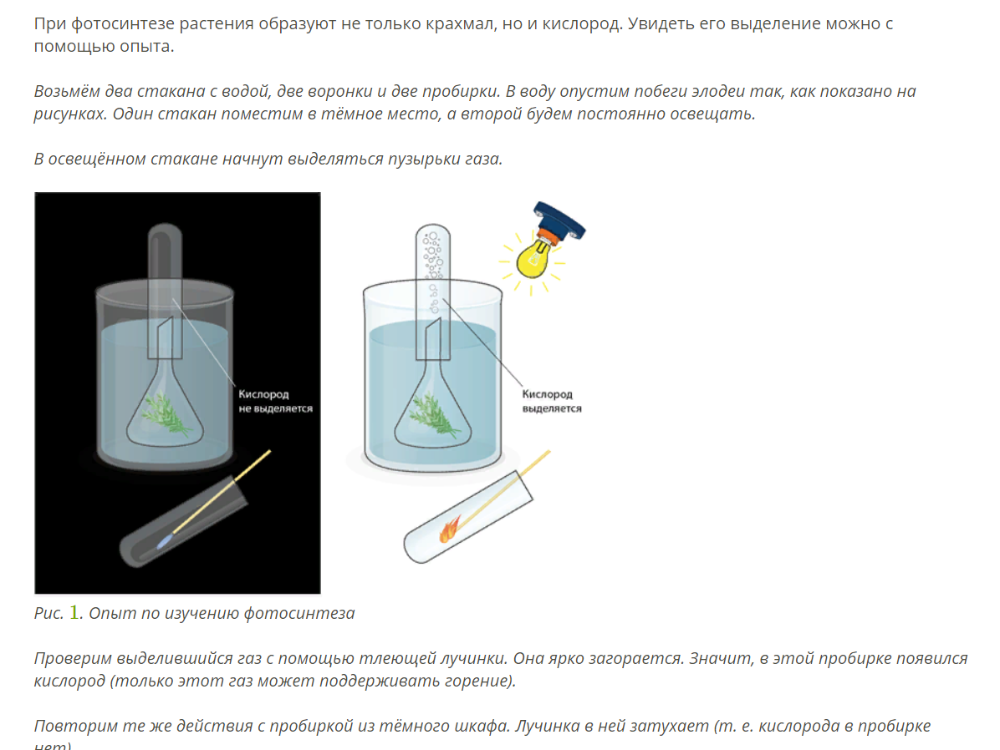 При фотосинтезе растения образуют не только крахмал, но и кислород. Увидеть его выделение можно с
помощью опыта.
Возьмём два стакана с водой, две воронки и две пробирки. В воду опустим побеги элодеи так, как показано на
рисунках. Один стакан поместим в тёмное место, а второй будем постоянно освещать.
В освещённом стакане начнут выделяться пузырьки газа.
Кислород
не выделяется
Кислород
выделяется
Рис. 1. Опыт по изучению фотосинтеза
Проверим выделившийся газ с помощью тлеющей лучинки. Она ярко загорается. Значит, в этой пробирке появился
кислород (только этот газ может поддерживать горение).
Повторим те же действия с пробиркой из тёмного шкафа. Лучинка в ней затухает (т. е. кислорода в пробирке
нет)